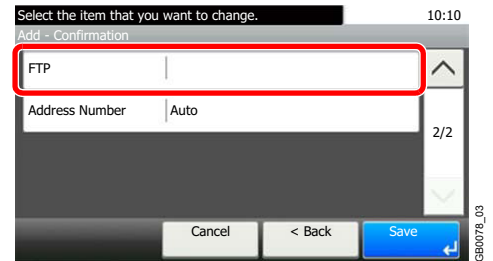 Select the item that you want to change. 10:10
Add - Confirmation
FTP
Address Number Auto
2/2
Cancel < Back Save
GB0078_03